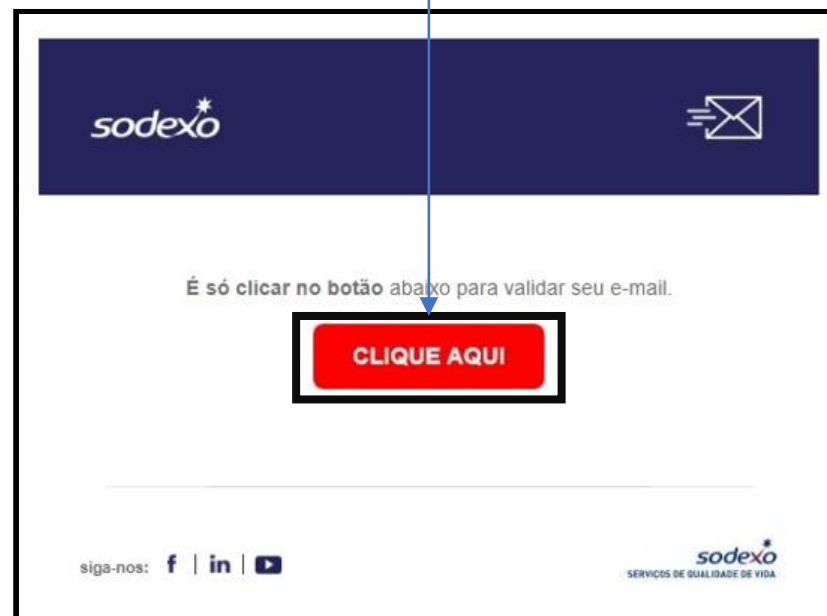 sodexo
É só clicar no botão abaixo para validar seu e-mail.
CLIQUE AQUI
siga-nos: f | in |
sodexo
SERVIÇOS DE QUALIDADE DE VIDA